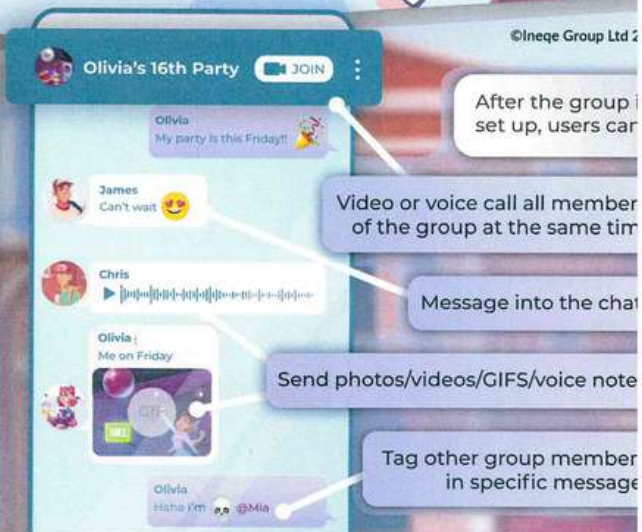 ©Ineqe Group Ltd 2
Olivia's 16th Party
JOIN
After the group
set up, users can
Olivia
My party is this Friday!!
Video or voice call all member
of the group at the same tim
James
Can't wait
Message into the chat
Chris
Olivia
Me on Friday
GIF
Send photos/videos/GIFS/voice note
Tag other group member
in specific message
Olivia
Haha I'm @Mia